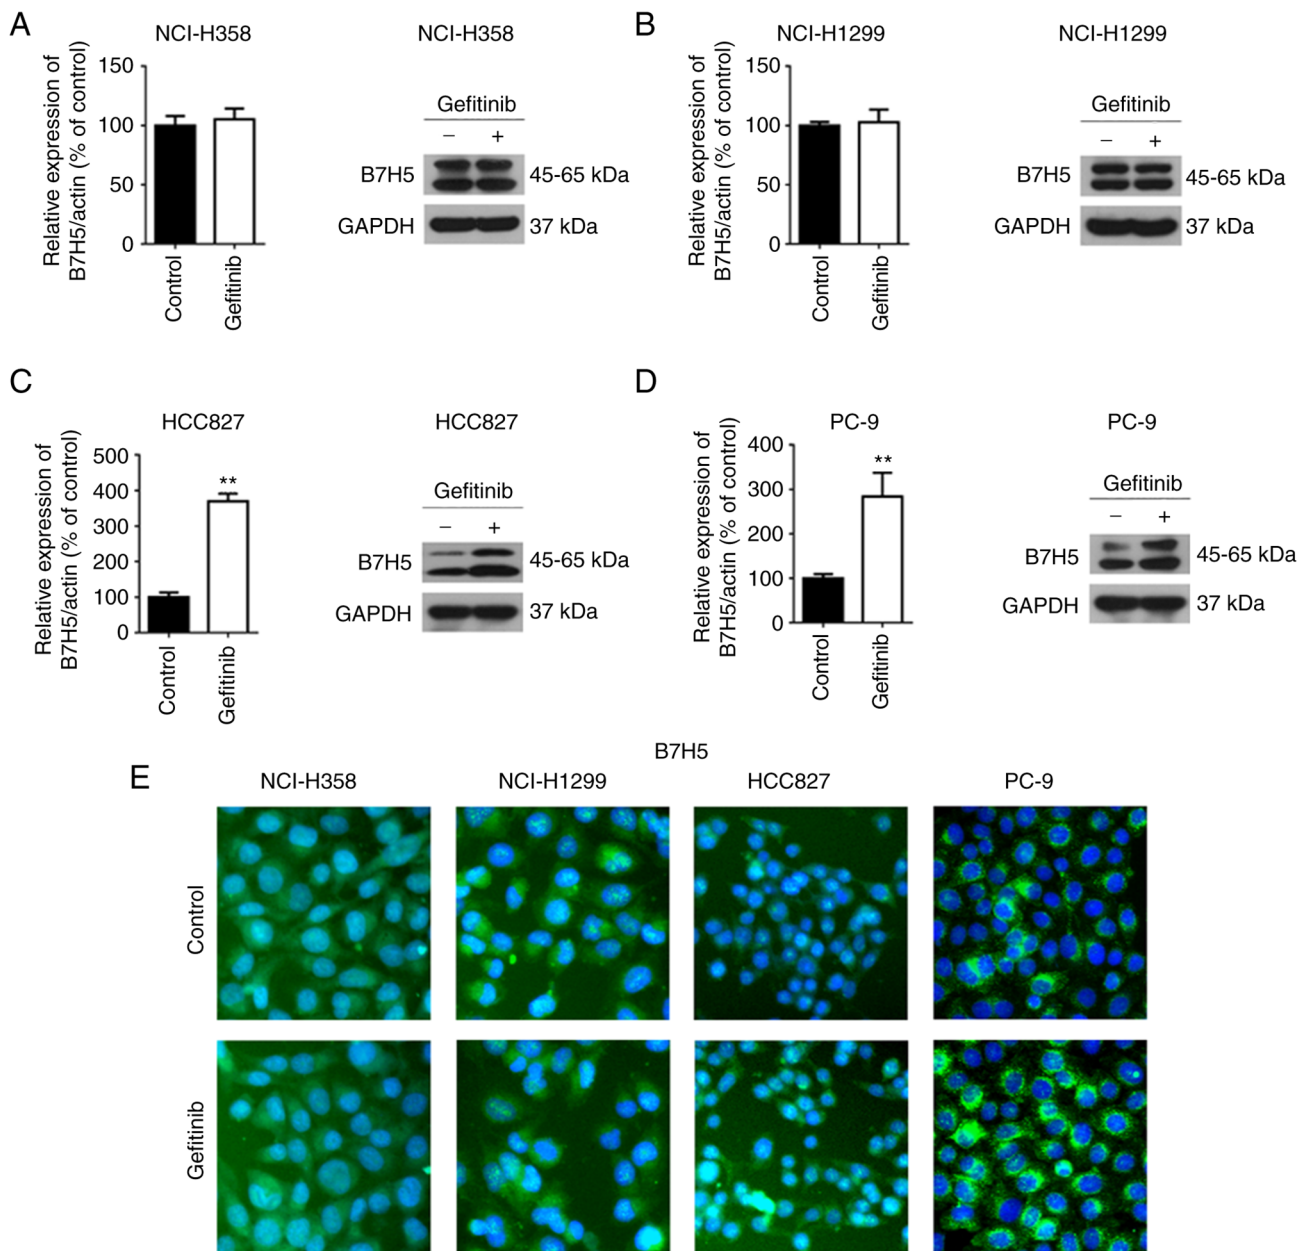 A
NCI-H358
NCI-H358
Relative expression of
B7H5/actin (% of control)
150
100
50
0
Control
Gefitinib
Gefitinib
− +
B7H5
45-65 kDa
GAPDH
37 kDa
B
NCI-H1299
NCI-H1299
Relative expression of
B7H5/actin (% of control)
150
100
50
0
Control
Gefitinib
Gefitinib
− +
B7H5
45-65 kDa
GAPDH
37 kDa
C
HCC827
HCC827
Relative expression of
B7H5/actin (% of control)
500
400
300
200
100
0
**
Control
Gefitinib
Gefitinib
− +
B7H5
45-65 kDa
GAPDH
37 kDa
D
PC-9
PC-9
Relative expression of
B7H5/actin (% of control)
400
300
200
100
0
**
Control
Gefitinib
Gefitinib
− +
B7H5
45-65 kDa
GAPDH
37 kDa
B7H5
E
NCI-H358
NCI-H1299
HCC827
PC-9
Control
Gefitinib